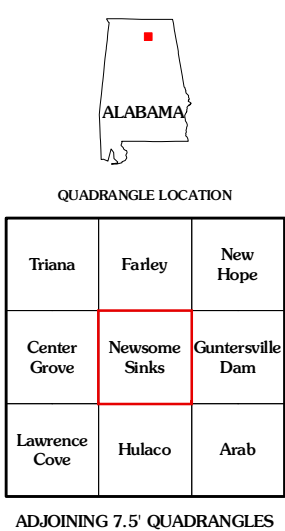 ALABAMA
QUADRANGLE LOCATION
Triana
Farley
New
Hope
Center
Grove
Newsome
Sinks
Guntersville
Dam
Lawrence
Cove
Hulaco
Arab
ADJOINING 7.5' QUADRANGLES